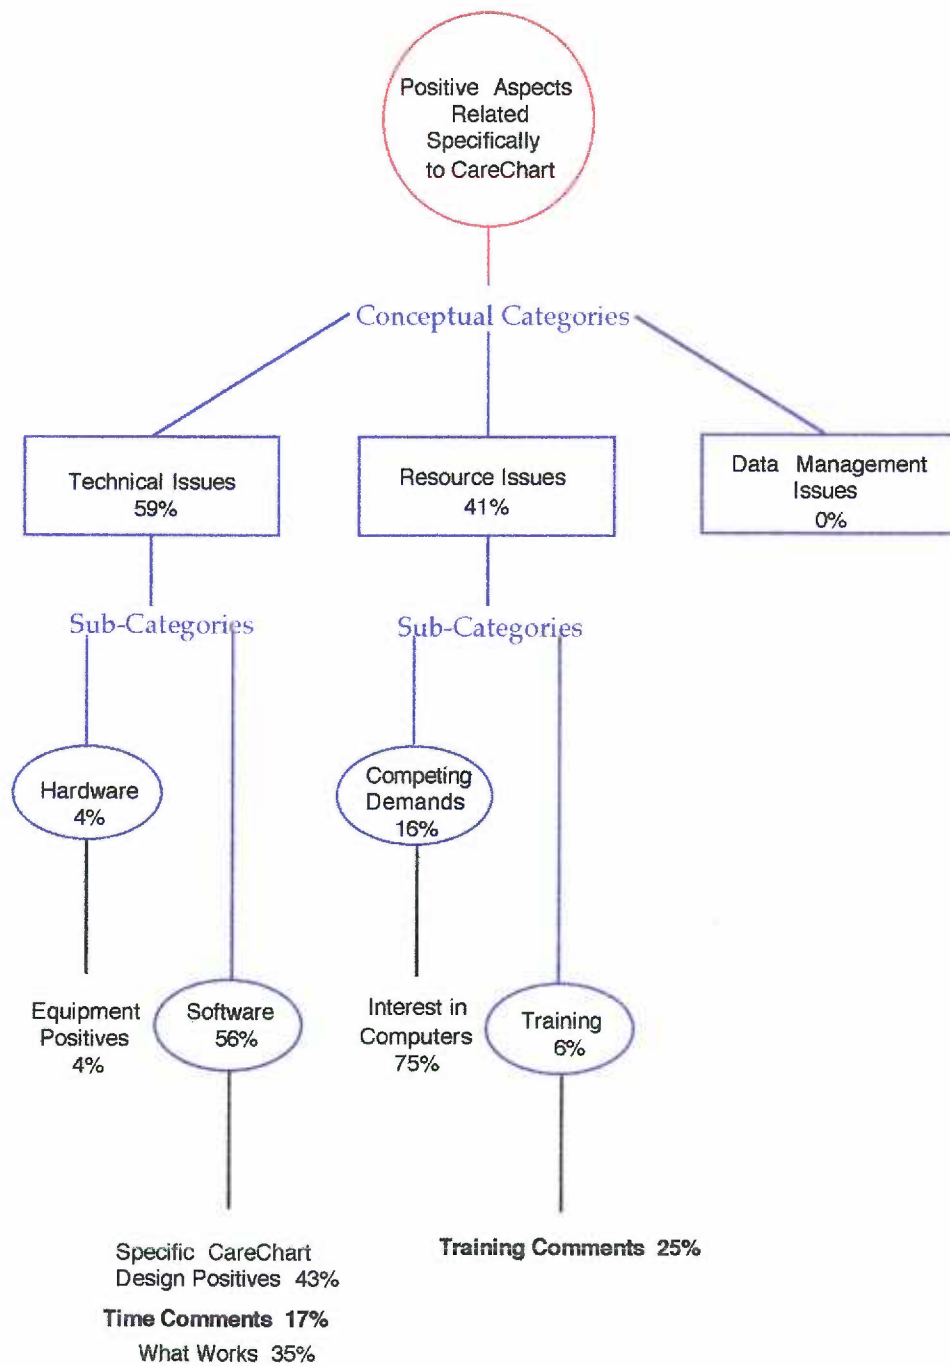 Positive Aspects
Related
Specifically
to CareChart
Conceptual Categories
Technical Issues
59%
Resource Issues
41%
Data Management
Issues
0%
Sub-Categories
Sub-Categories
Hardware
4%
Competing
Demands
16%
Equipment
Positives
4%
Software
56%
Interest in
Computers
75%
Training
6%
Specific CareChart
Design Positives 43%
Time Comments 17%
What Works 35%
Training Comments 25%